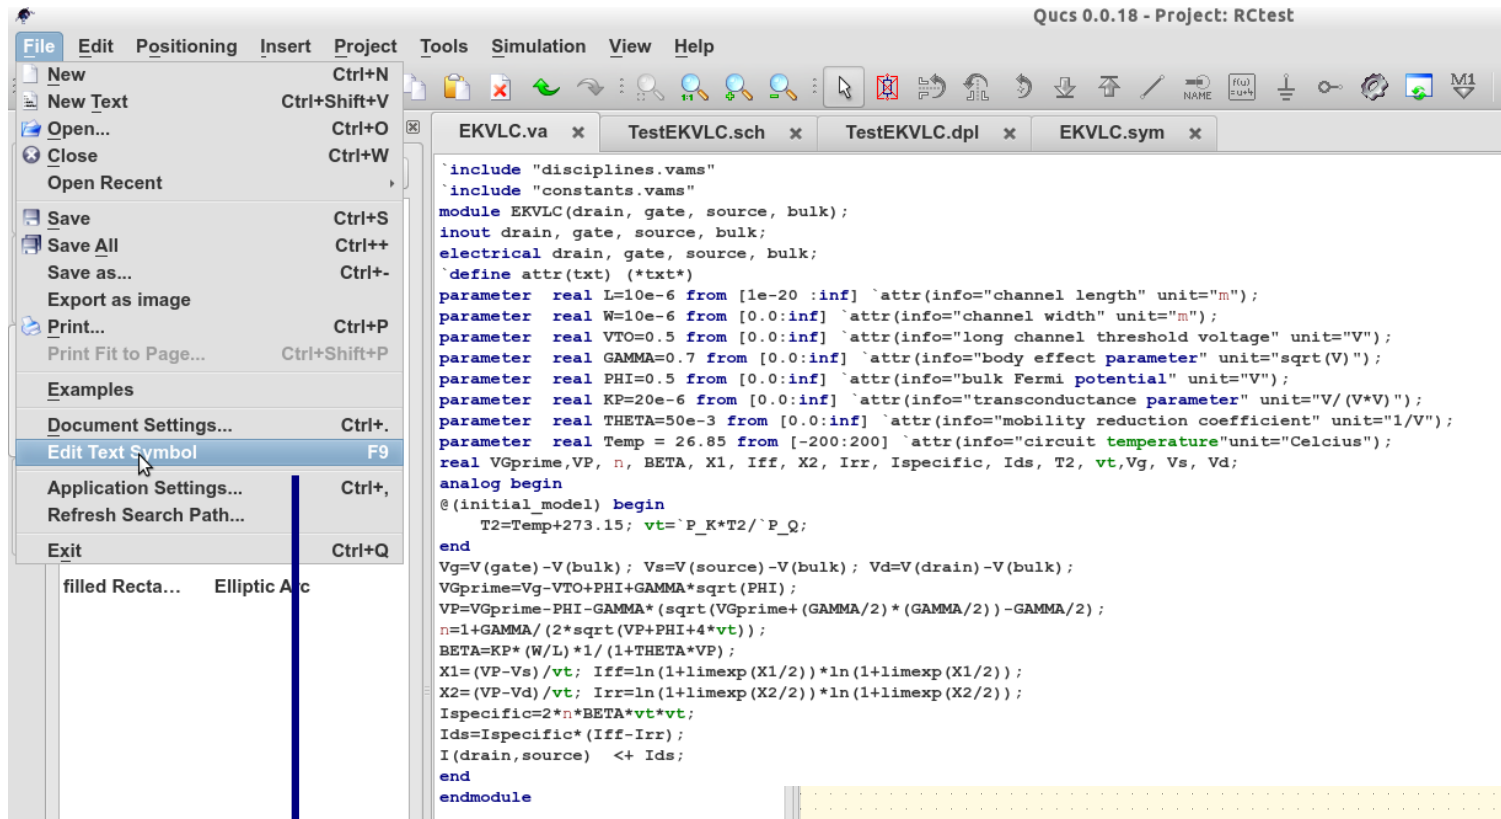 Qucs 0.0.18 - Project: RCtest
File Edit Positioning Insert Project Tools Simulation View Help
New Ctrl+N
New Text Ctrl+Shift+V
Open... Ctrl+O
Close Ctrl+W
Open Recent
Save Ctrl+S
Save All Ctrl++
Save as... Ctrl+-
Export as image
Print... Ctrl+P
Print Fit to Page... Ctrl+Shift+P
Examples
Document Settings... Ctrl+.
Edit Text Symbol F9
Application Settings... Ctrl+,
Refresh Search Path...
Exit Ctrl+Q
filled Recta... Elliptic Arc
1:1
NAME
f(ω)
=u+4
M1
EKVLC.va TestEKVLC.sch TestEKVLC.dpl EKVLC.sym
`include "disciplines.vams"
`include "constants.vams"
module EKVLC(drain, gate, source, bulk);
inout drain, gate, source, bulk;
electrical drain, gate, source, bulk;
`define attr(txt) (*txt*)
parameter  real L=10e-6 from [1e-20 :inf] `attr(info="channel length" unit="m");
parameter  real W=10e-6 from [0.0:inf] `attr(info="channel width" unit="m");
parameter  real VTO=0.5 from [0.0:inf] `attr(info="long channel threshold voltage" unit="V");
parameter  real GAMMA=0.7 from [0.0:inf] `attr(info="body effect parameter" unit="sqrt(V)");
parameter  real PHI=0.5 from [0.0:inf] `attr(info="bulk Fermi potential" unit="V");
parameter  real KP=20e-6 from [0.0:inf] `attr(info="transconductance parameter" unit="V/(V*V)");
parameter  real THETA=50e-3 from [0.0:inf] `attr(info="mobility reduction coefficient" unit="1/V");
parameter  real Temp = 26.85 from [-200:200] `attr(info="circuit temperature"unit="Celcius");
real VGprime,VP, n, BETA, X1, Iff, X2, Irr, Ispecific, Ids, T2, vt,Vg, Vs, Vd;
analog begin
@(initial_model) begin
    T2=Temp+273.15; vt=`P_K*T2/`P_Q;
end
Vg=V(gate)-V(bulk); Vs=V(source)-V(bulk); Vd=V(drain)-V(bulk);
VGprime=Vg-VTO+PHI+GAMMA*sqrt(PHI);
VP=VGprime-PHI-GAMMA*(sqrt(VGprime+(GAMMA/2)*(GAMMA/2))-GAMMA/2);
n=1+GAMMA/(2*sqrt(VP+PHI+4*vt));
BETA=KP*(W/L)*1/(1+THETA*VP);
X1=(VP-Vs)/vt; Iff=ln(1+limexp(X1/2))*ln(1+limexp(X1/2));
X2=(VP-Vd)/vt; Irr=ln(1+limexp(X2/2))*ln(1+limexp(X2/2));
Ispecific=2*n*BETA*vt*vt;
Ids=Ispecific*(Iff-Irr);
I(drain,source)  <+ Ids;
end
endmodule